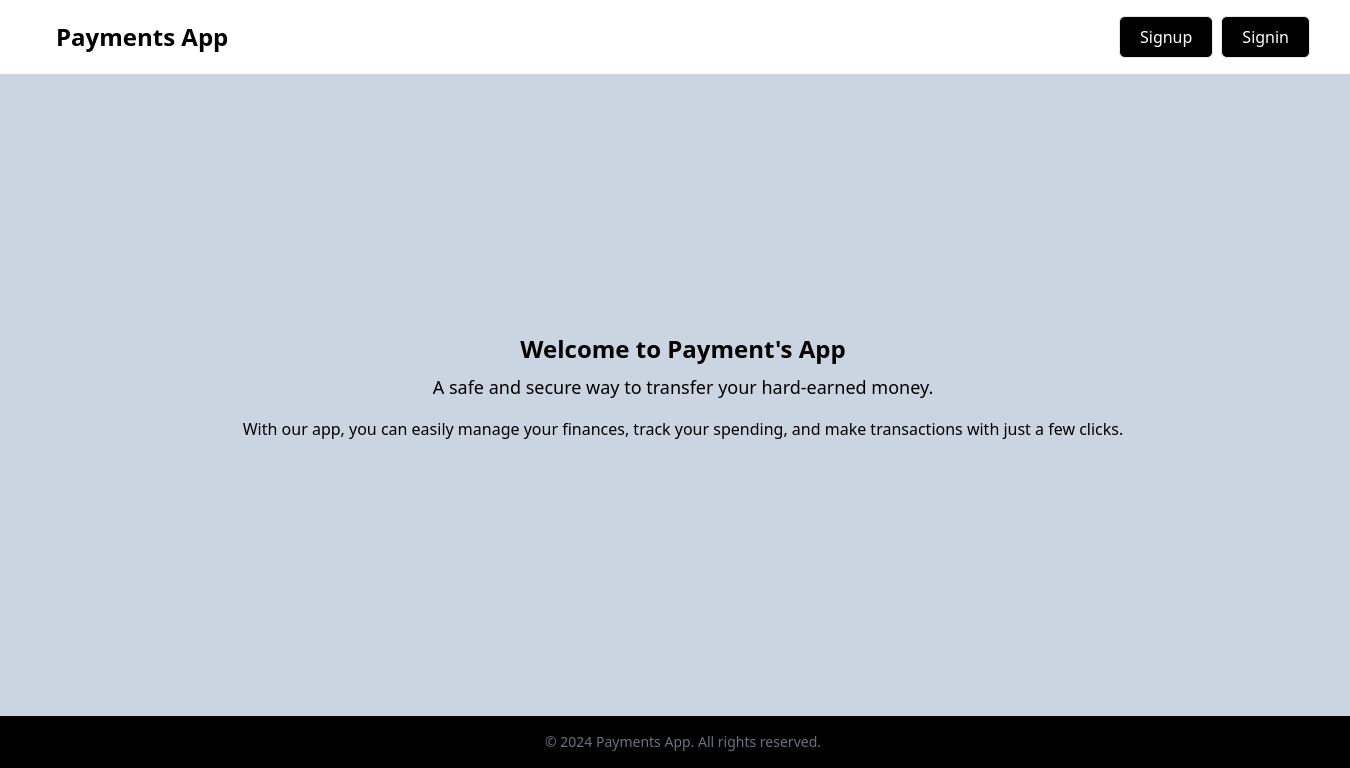 Payments App
Signup
Signin
Welcome to Payment's App
A safe and secure way to transfer your hard-earned money.
With our app, you can easily manage your finances, track your spending, and make transactions with just a few clicks.
© 2024 Payments App. All rights reserved.